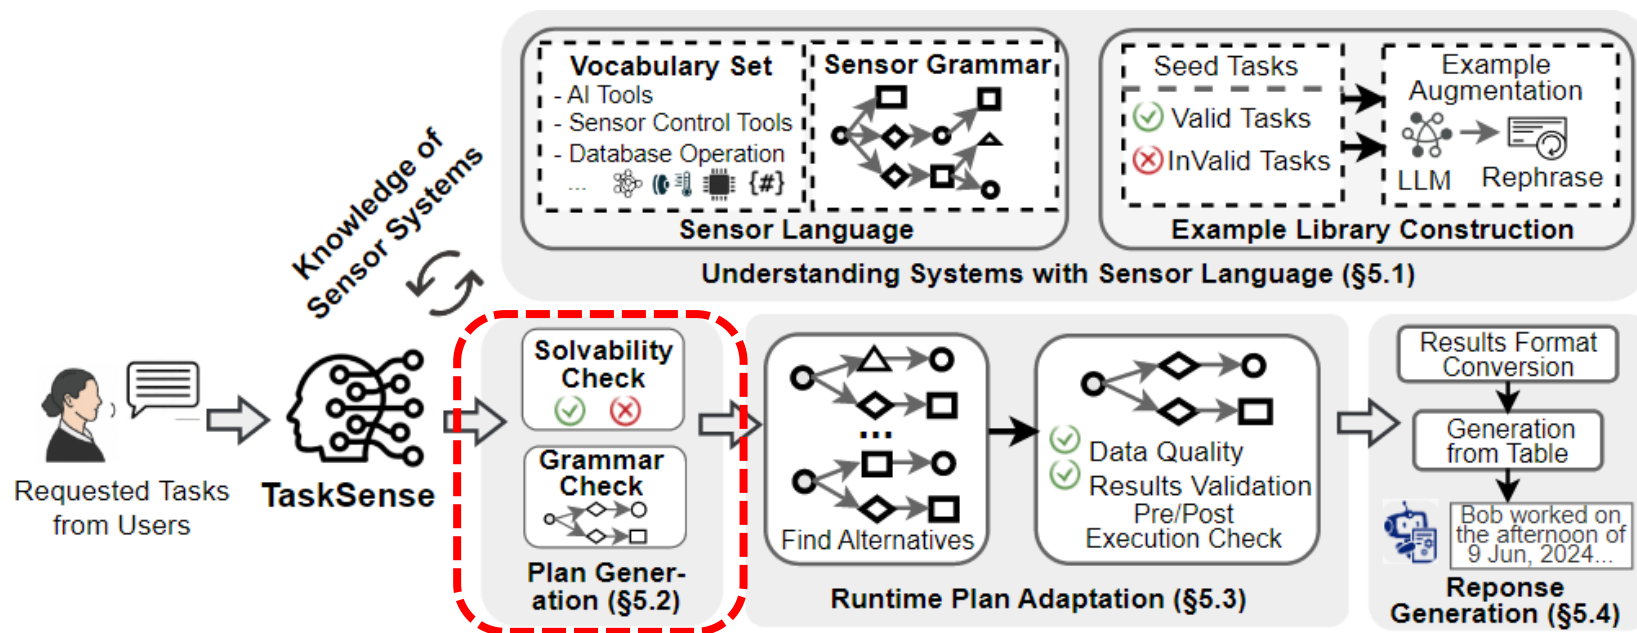 Vocabulary Set
- AI Tools
- Sensor Control Tools
- Database Operation
...
{#}
Sensor Grammar
Sensor Language
Seed Tasks
Valid Tasks
InValid Tasks
Example
Augmentation
LLM
Rephrase
Example Library Construction
Understanding Systems with Sensor Language (§5.1)
Knowledge of
Sensor Systems
Requested Tasks
from Users
TaskSense
Solvability
Check
Grammar
Check
Plan Gener-
ation (§5.2)
...
Find Alternatives
Data Quality
Results Validation
Pre/Post
Execution Check
Runtime Plan Adaptation (§5.3)
Results Format
Conversion
Generation
from Table
Bob worked on
the afternoon of
9 Jun, 2024...
Reponse
Generation (§5.4)